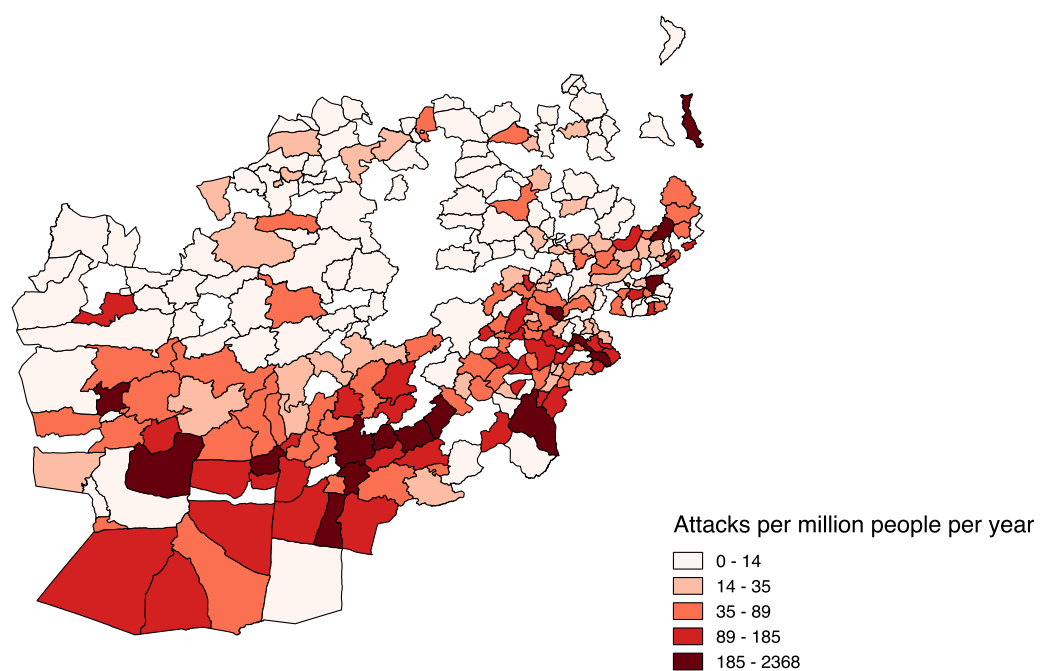 Attacks per million people per year
0 - 14
14 - 35
35 - 89
89 - 185
185 - 2368